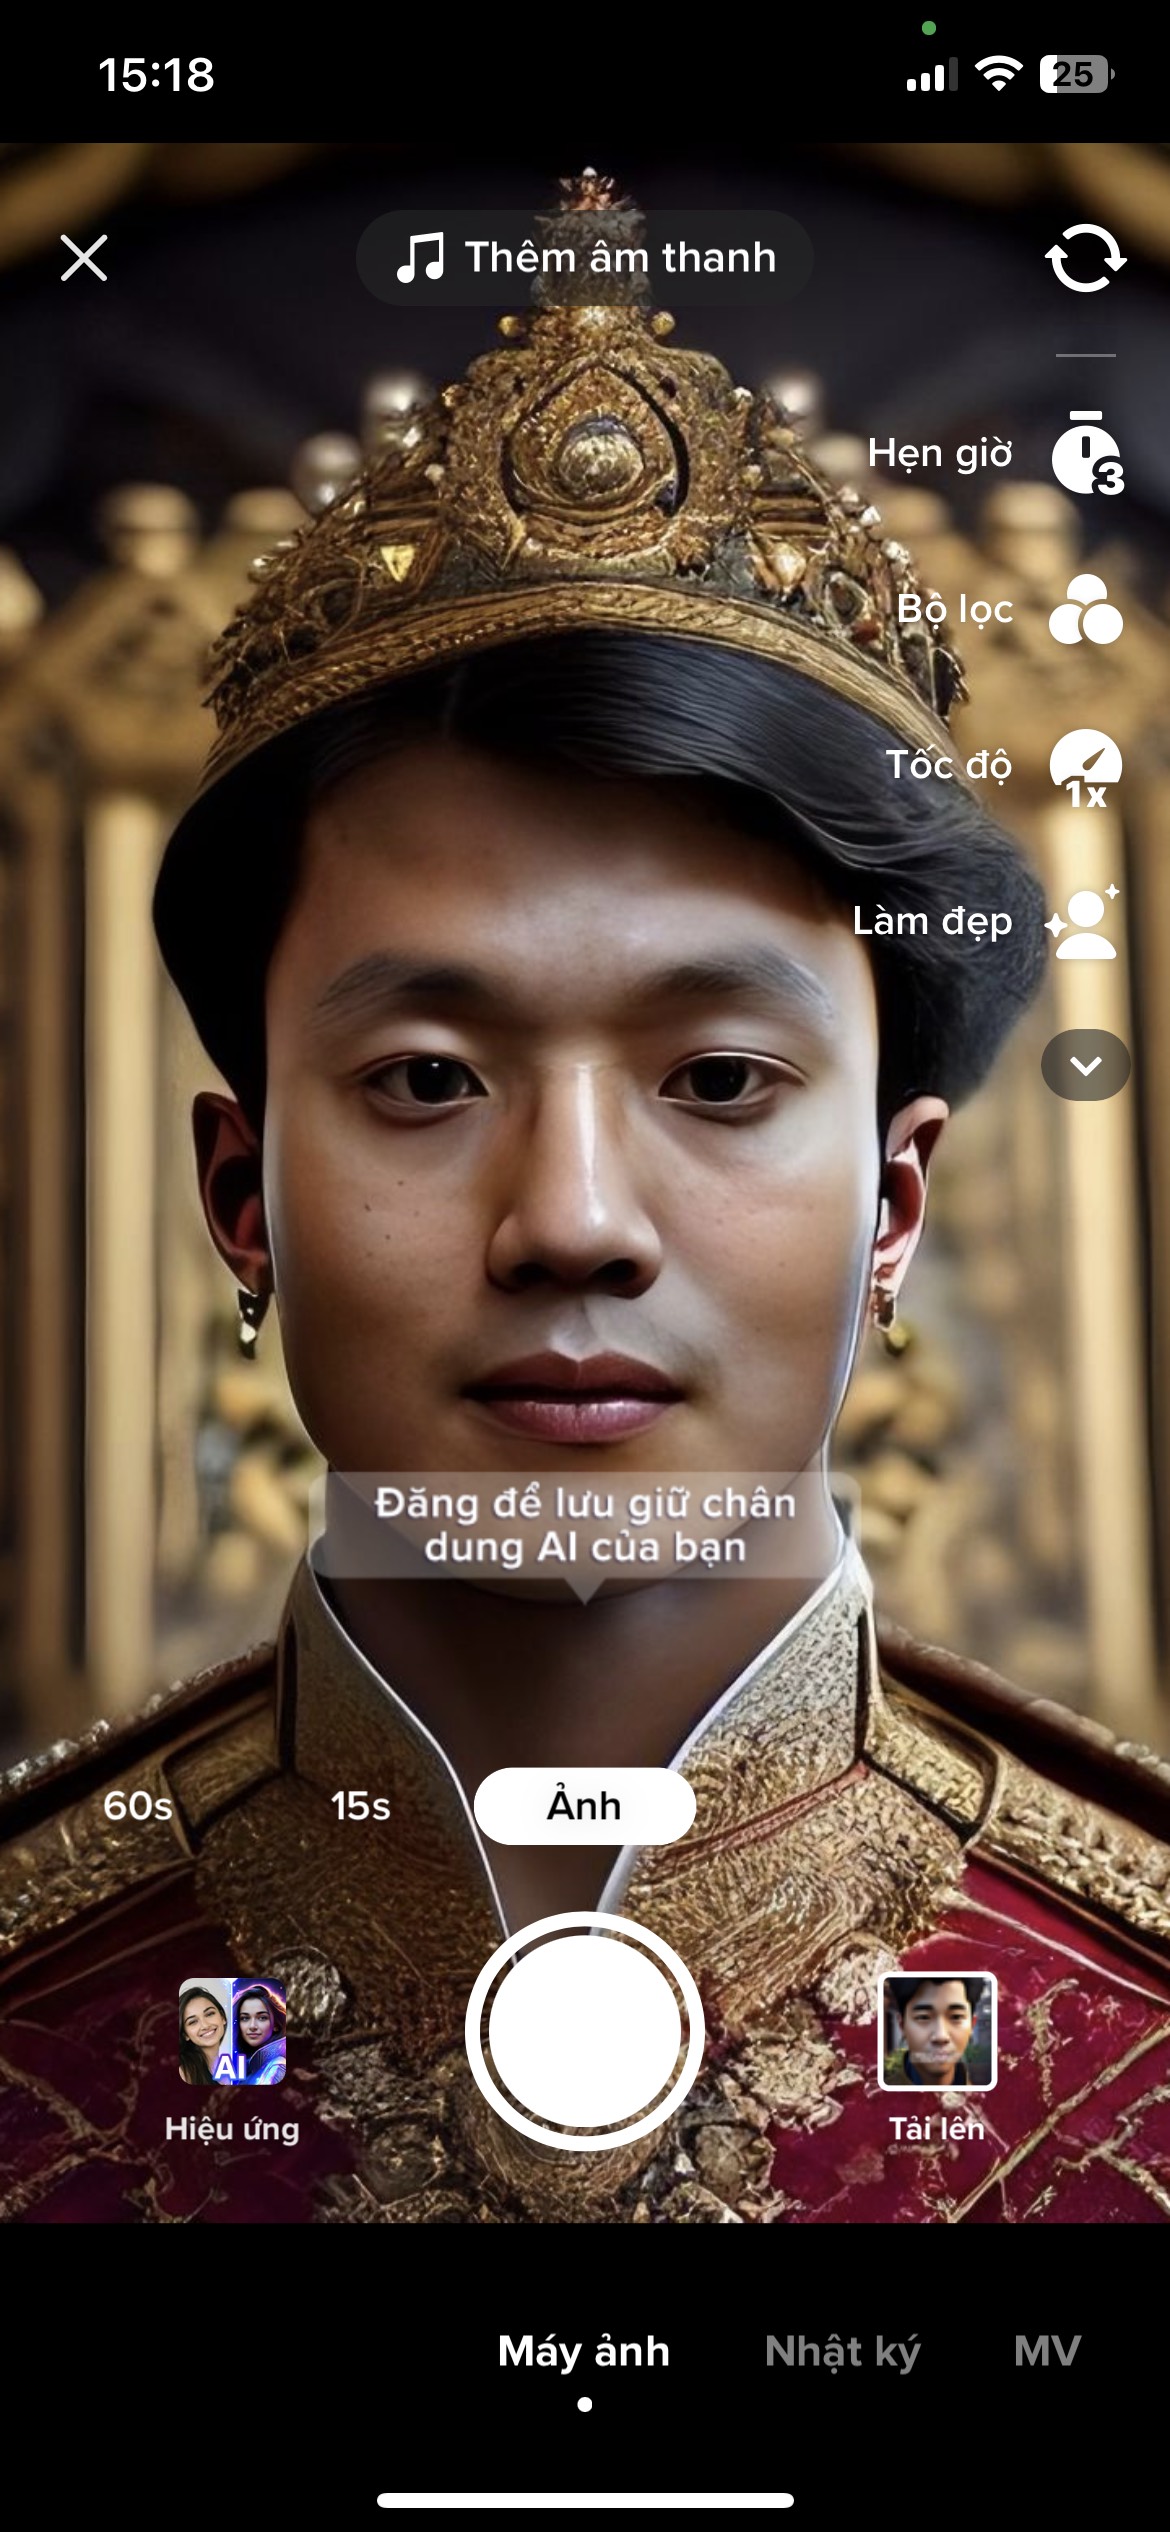 15:18
25
Thêm âm thanh
Hẹn giờ
3
Bộ lọc
Tốc độ
1x
Làm đẹp
Đăng để lưu giữ chân
dung AI của bạn
60s
15s
Ảnh
AI
Hiệu ứng
Tải lên
Máy ảnh
Nhật ký
MV